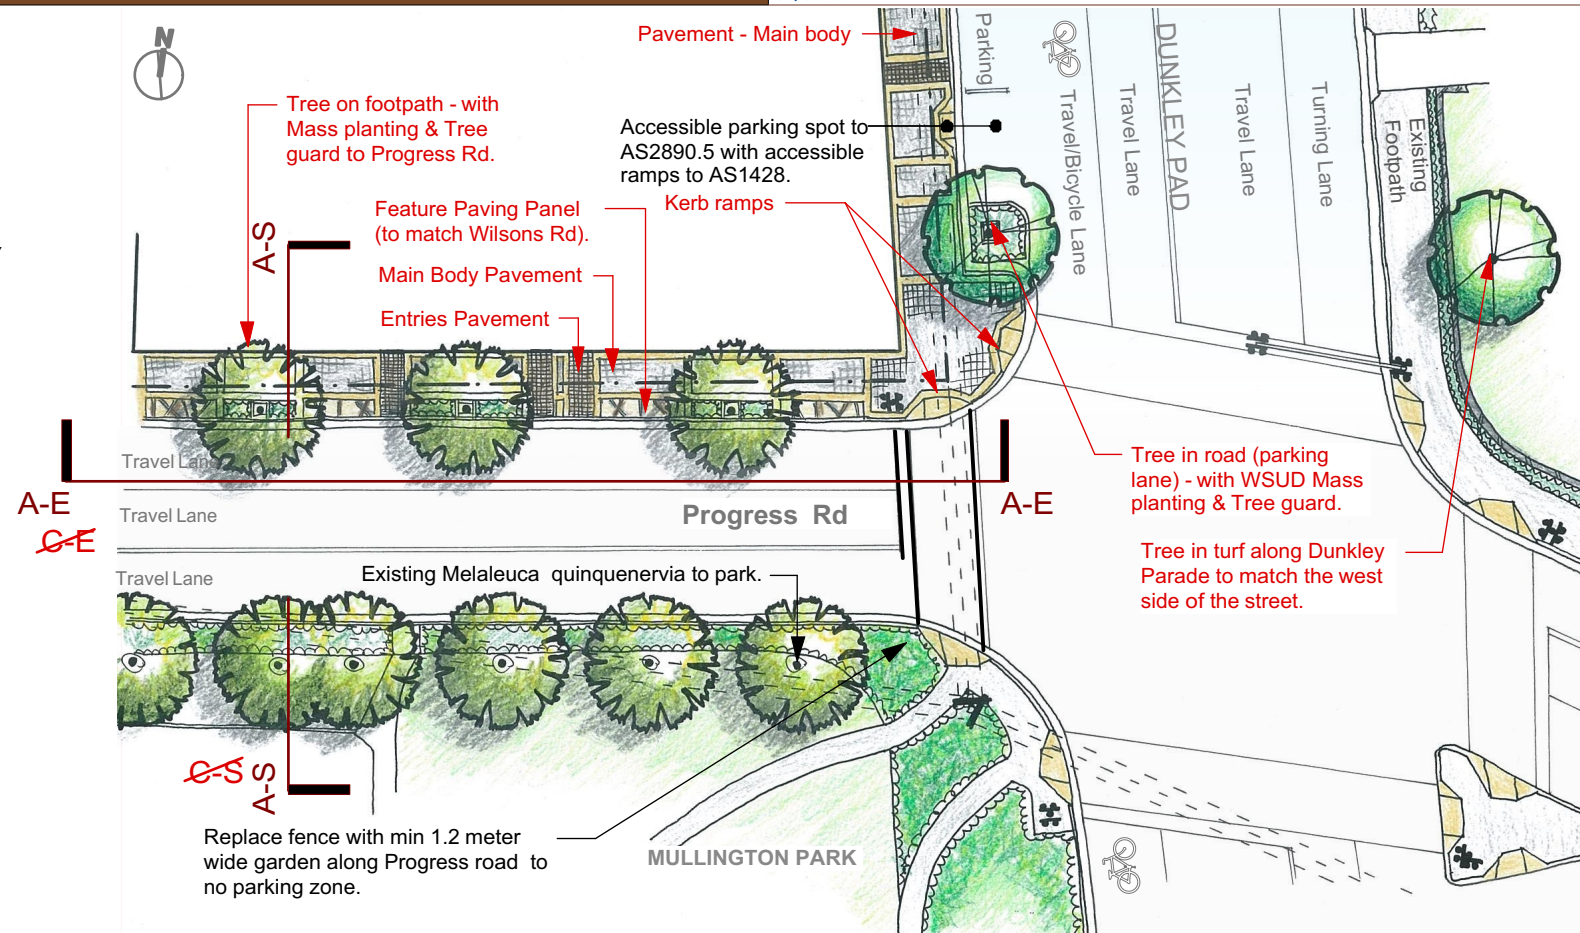 N
Pavement - Main body
Parking
Travel/Bicycle Lane
Travel Lane
DUNKLEY PAD
Travel Lane
Turning Lane
Existing
Footpath
Tree on footpath - with
Mass planting & Tree
guard to Progress Rd.
Accessible parking spot to
AS2890.5 with accessible
ramps to AS1428.
Kerb ramps
Feature Paving Panel
(to match Wilsons Rd).
Main Body Pavement
Entries Pavement
A-S
Travel Lane
A-E
C-E
Travel Lane
Progress Rd
A-E
Tree in road (parking
lane) - with WSUD Mass
planting & Tree guard.
Tree in turf along Dunkley
Parade to match the west
side of the street.
Travel Lane
Existing Melaleuca quinquenervia to park.
C-S
A-S
Replace fence with min 1.2 meter
wide garden along Progress road to
no parking zone.
MULLINGTON PARK